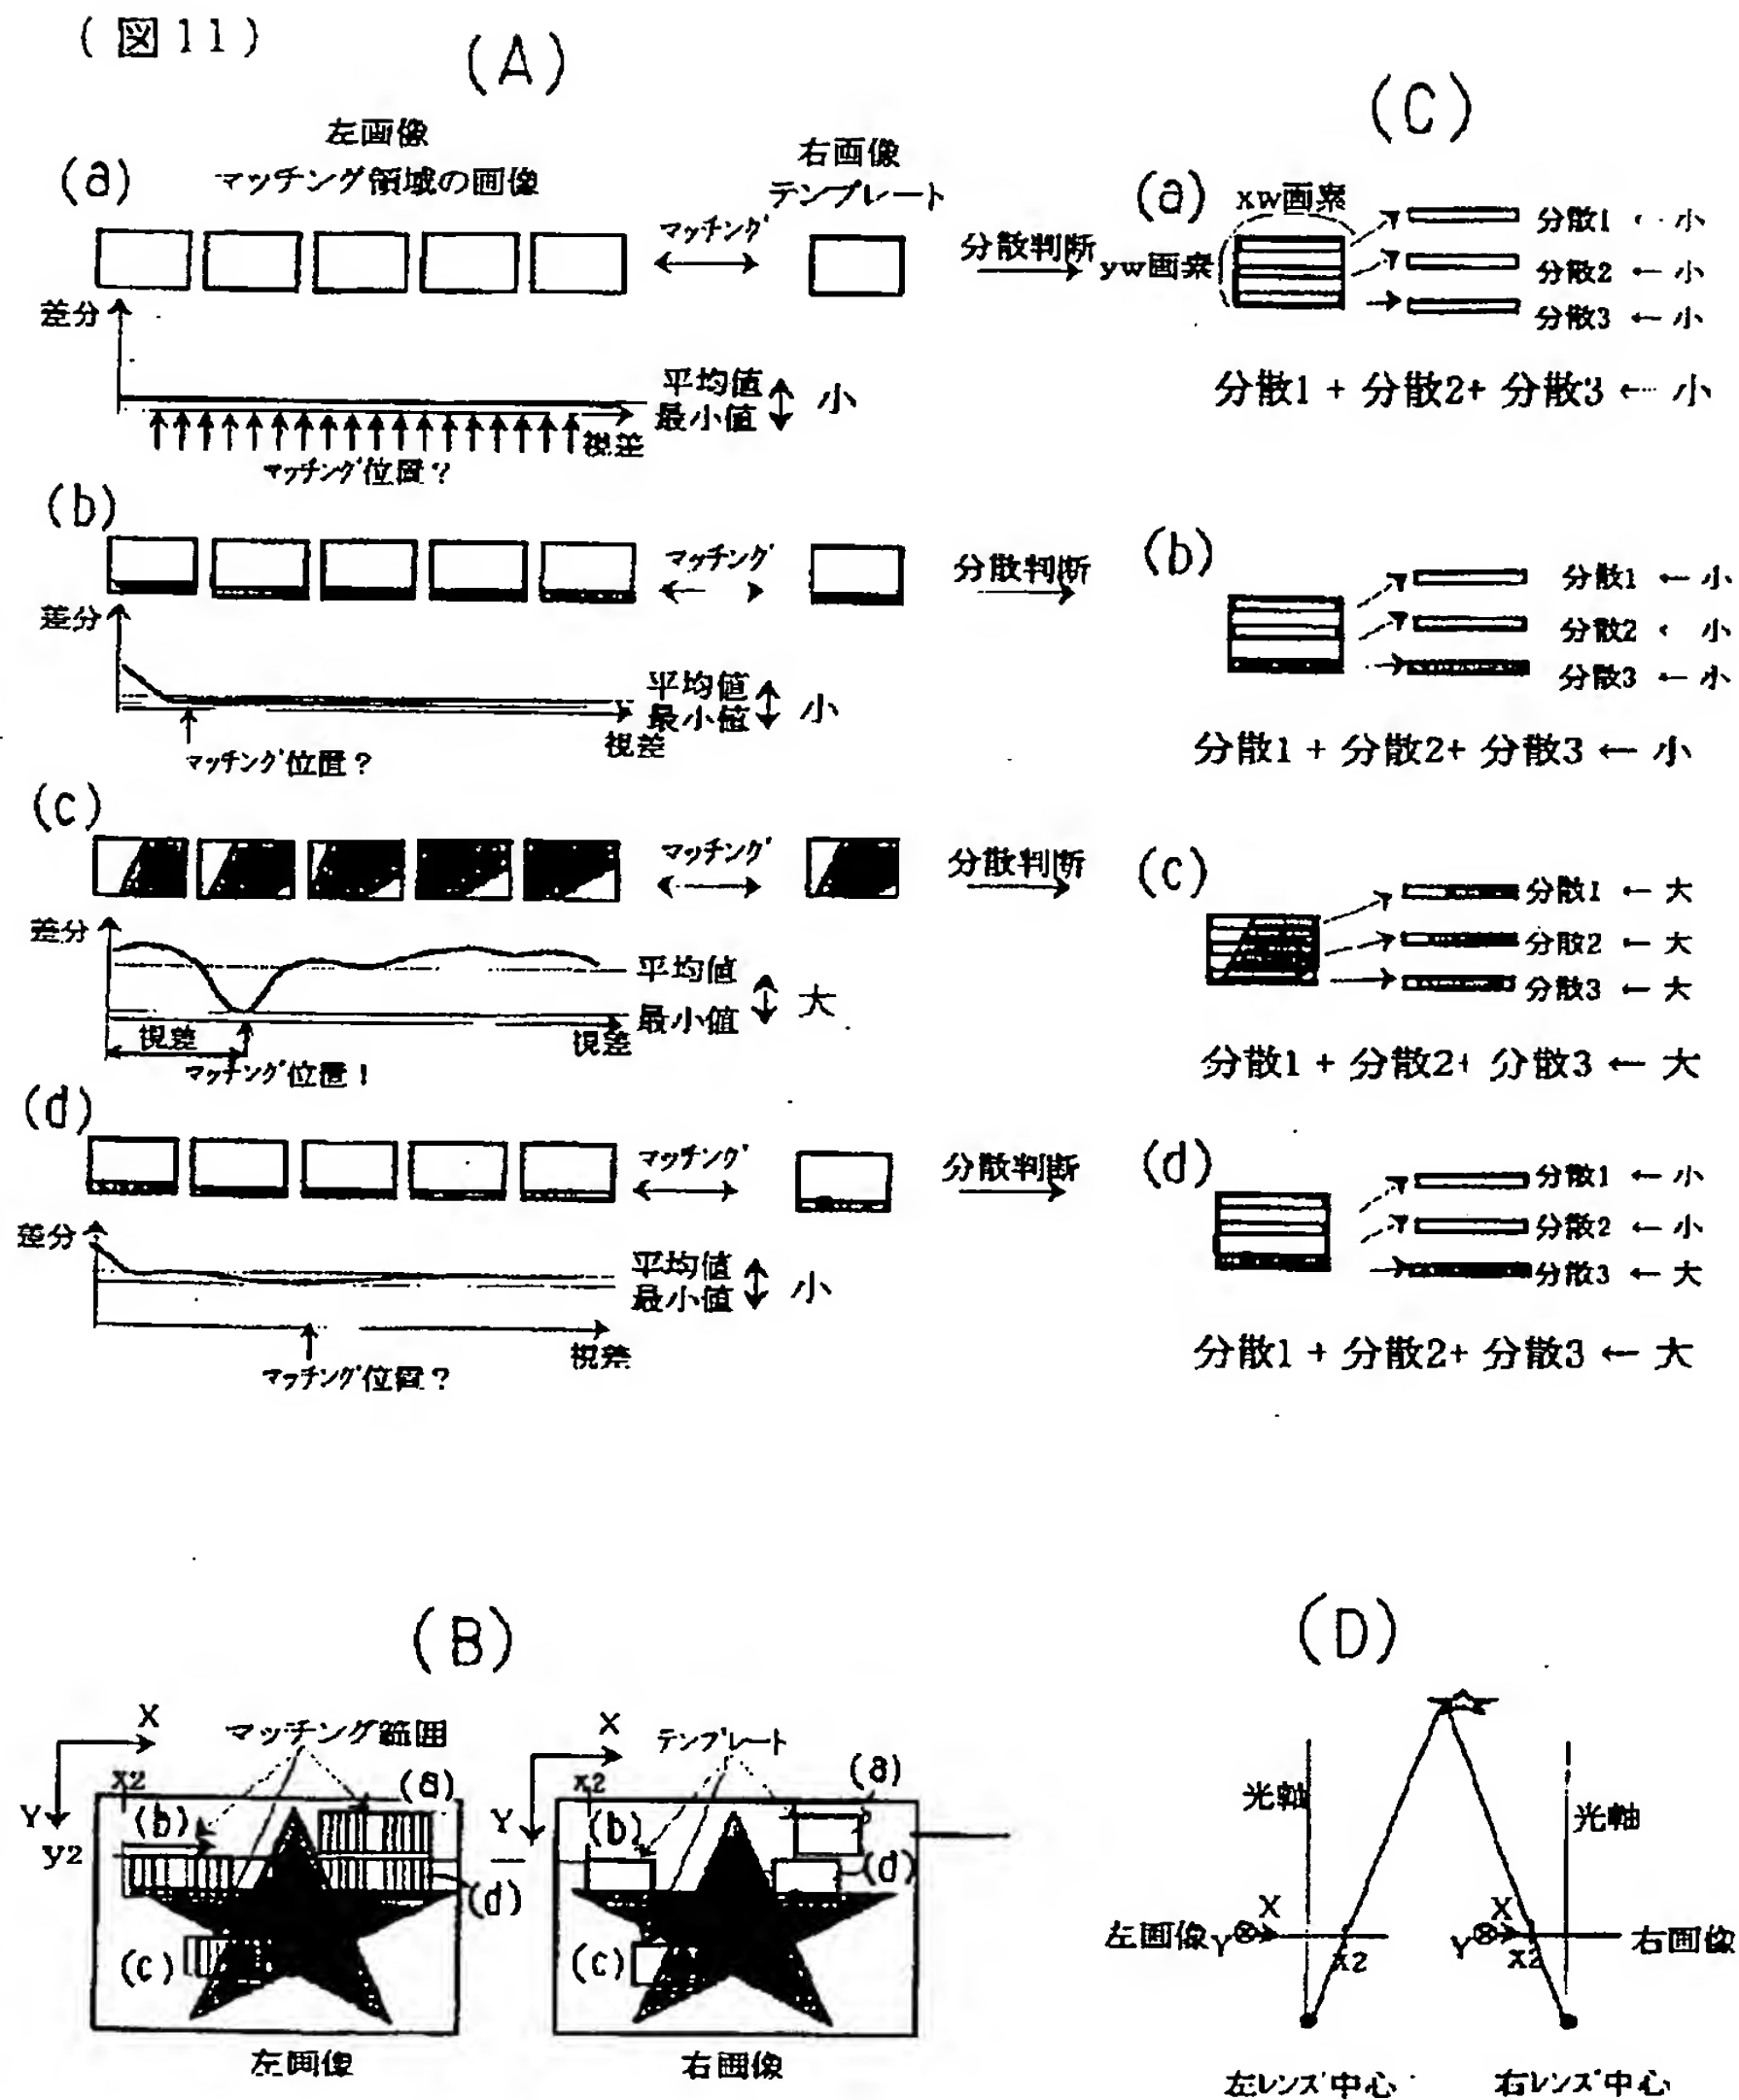 (図11)
(A)
左画像
(a) マッチング領域の画像
右画像
テンプレート
マッチング
分散判断
差分
平均値
最小値
小
視差
マッチング位置?
(b)
マッチング
分散判断
差分
平均値
最小値
小
視差
マッチング位置?
(c)
マッチング
分散判断
差分
平均値
最小値
大
視差
視差
マッチング位置!
(d)
マッチング
分散判断
差分
平均値
最小値
小
視差
マッチング位置?
(C)
(a) xw画素
yw画素
分散1 ← 小
分散2 ← 小
分散3 ← 小
分散1 + 分散2+ 分散3 ← 小
(b)
分散1 ← 小
分散2 ← 小
分散3 ← 小
分散1 + 分散2+ 分散3 ← 小
(c)
分散1 ← 大
分散2 ← 大
分散3 ← 大
分散1 + 分散2+ 分散3 ← 大
(d)
分散1 ← 小
分散2 ← 小
分散3 ← 大
分散1 + 分散2+ 分散3 ← 大
(B)
X
マッチング範囲
x2
(a)
Y
(b)
y2
(d)
(c)
左画像
X
テンプレート
x2
(a)
Y
(b)
(d)
(c)
右画像
(D)
光軸
光軸
左画像 Y X
x2
Y X
x2
右画像
左レンズ中心
右レンズ中心